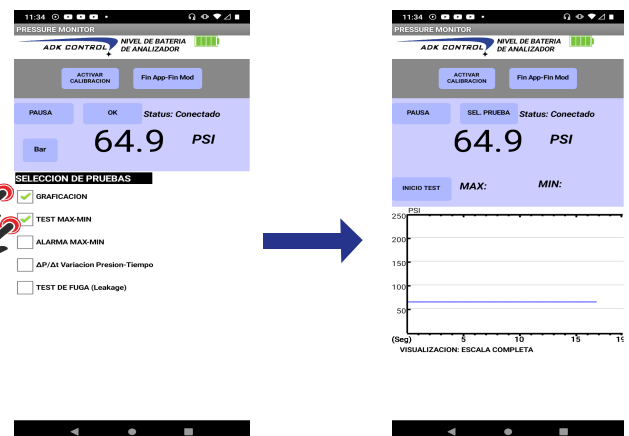 11:34
PRESSURE MONITOR
ADK CONTROL
NIVEL DE BATERIA
DE ANALIZADOR
ACTIVAR
CALIBRACION
Fin App-Fin Mod
PAUSA
OK
Status: Conectado
Bar
64.9
PSI
SELECCION DE PRUEBAS
GRAFICACION
TEST MAX-MIN
ALARMA MAX-MIN
ΔP/Δt Variacion Presion-Tiempo
TEST DE FUGA (Leakage)
11:34
PRESSURE MONITOR
ADK CONTROL
NIVEL DE BATERIA
DE ANALIZADOR
ACTIVAR
CALIBRACION
Fin App-Fin Mod
PAUSA
SEL. PRUEBA
Status: Conectado
64.9
PSI
INICIO TEST
MAX:
MIN:
PSI
250
200
150
100
50
(Seg)
5
10
15
19
VISUALIZACION: ESCALA COMPLETA